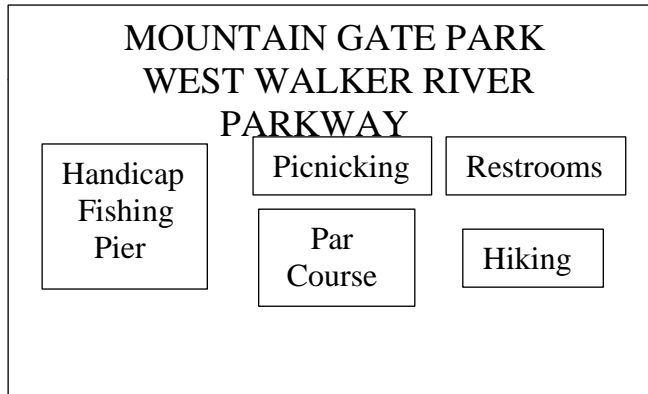 MOUNTAIN GATE PARK
WEST WALKER RIVER
PARKWAY
Handicap
Fishing
Pier
Picnicking
Restrooms
Par
Course
Hiking